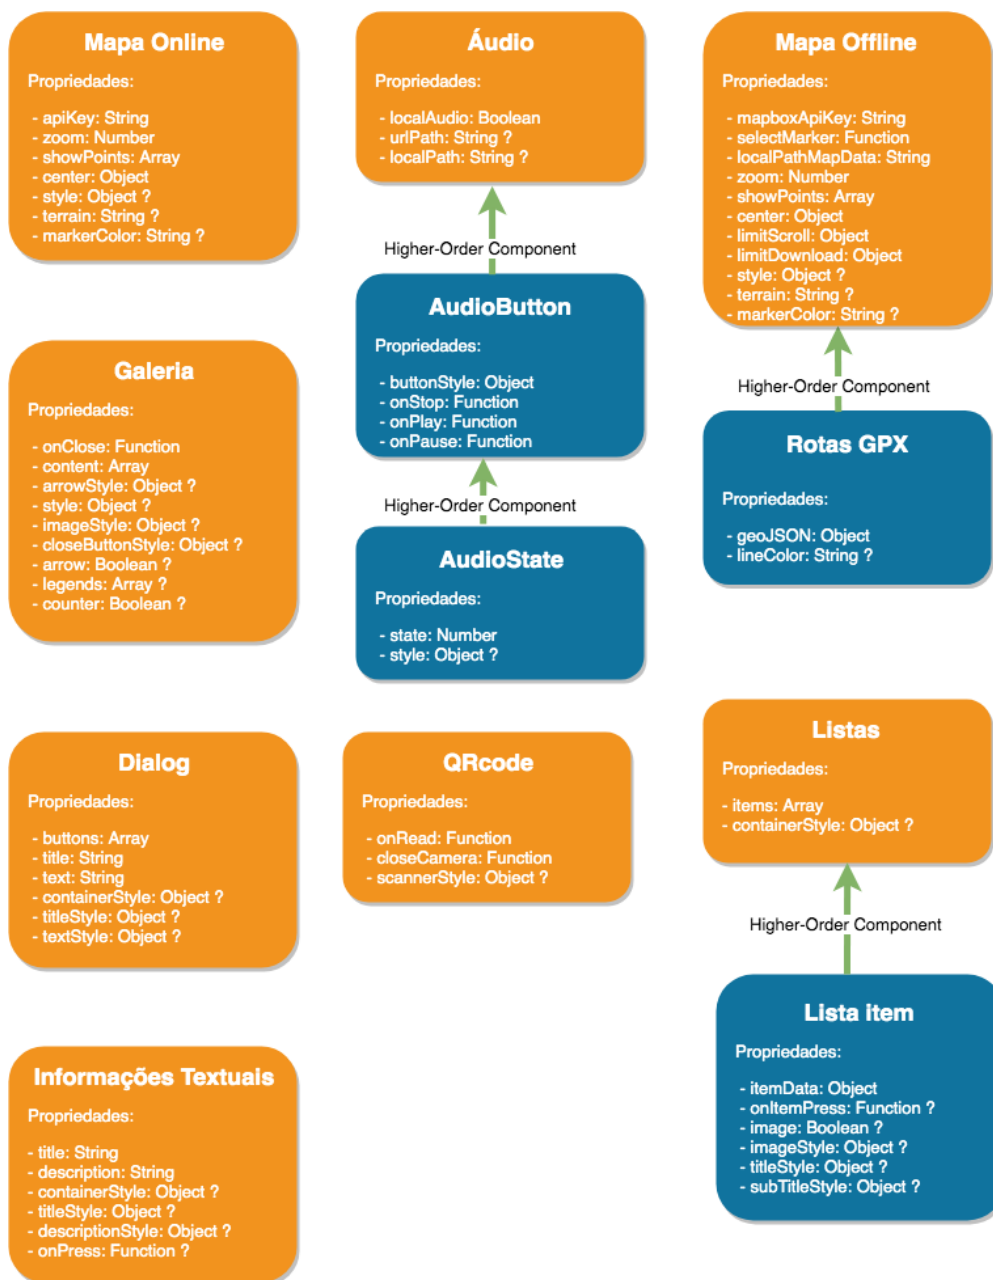 Mapa Online
Propriedades:
- apiKey: String
- zoom: Number
- showPoints: Array
- center: Object
- style: Object ?
- terrain: String ?
- markerColor: String ?
Áudio
Propriedades:
- localAudio: Boolean
- urlPath: String ?
- localPath: String ?
Higher-Order Component
AudioButton
Propriedades:
- buttonStyle: Object
- onStop: Function
- onPlay: Function
- onPause: Function
Higher-Order Component
AudioState
Propriedades:
- state: Number
- style: Object ?
Mapa Offline
Propriedades:
- mapboxApiKey: String
- selectMarker: Function
- localPathMapData: String
- zoom: Number
- showPoints: Array
- center: Object
- limitScroll: Object
- limitDownload: Object
- style: Object ?
- terrain: String ?
- markerColor: String ?
Higher-Order Component
Rotas GPX
Propriedades:
- geoJSON: Object
- lineColor: String ?
Galeria
Propriedades:
- onClose: Function
- content: Array
- arrowStyle: Object ?
- style: Object ?
- imageStyle: Object ?
- closeButtonStyle: Object ?
- arrow: Boolean ?
- legends: Array ?
- counter: Boolean ?
Dialog
Propriedades:
- buttons: Array
- title: String
- text: String
- containerStyle: Object ?
- titleStyle: Object ?
- textStyle: Object ?
QRcode
Propriedades:
- onRead: Function
- closeCamera: Function
- scannerStyle: Object ?
Listas
Propriedades:
- items: Array
- containerStyle: Object ?
Higher-Order Component
Lista item
Propriedades:
- itemData: Object
- onItemPress: Function ?
- image: Boolean ?
- imageStyle: Object ?
- titleStyle: Object ?
- subTitleStyle: Object ?
Informações Textuais
Propriedades:
- title: String
- description: String
- containerStyle: Object ?
- titleStyle: Object ?
- descriptionStyle: Object ?
- onPress: Function ?